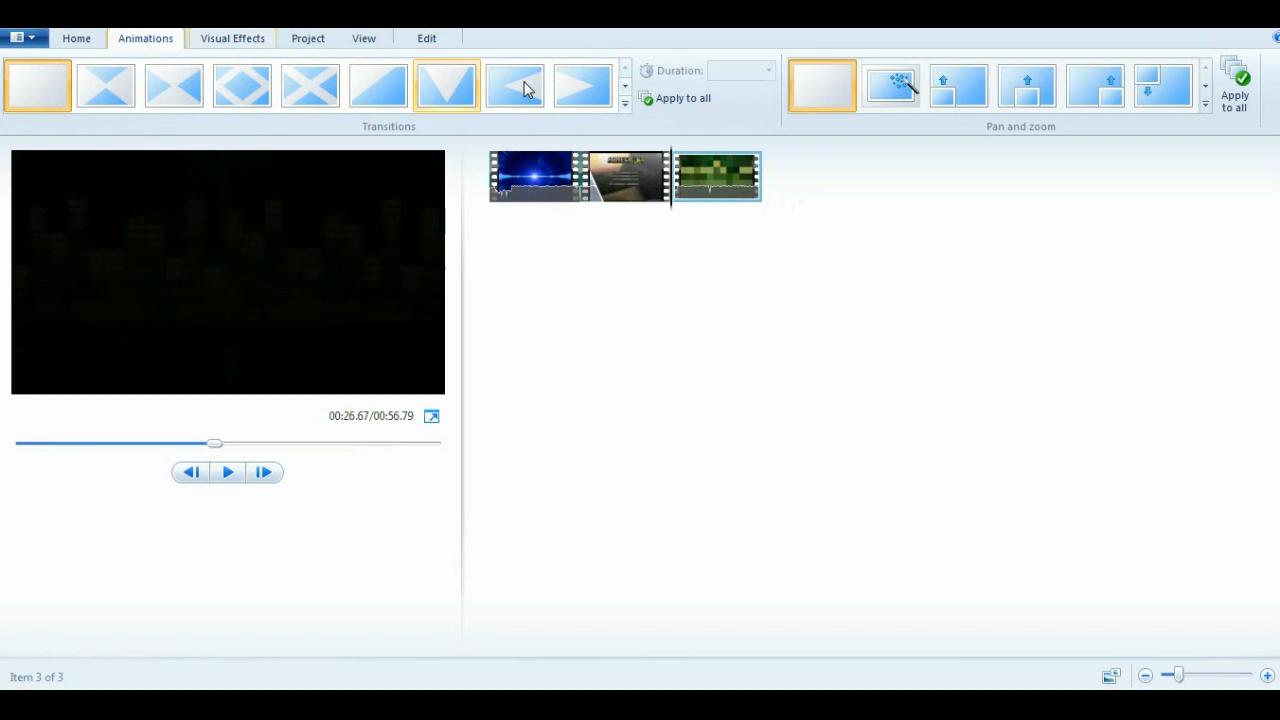 Home Animations Visual Effects Project View Edit
Duration:
Apply to all
Apply
to all
Transitions
Pan and zoom
00:26.67/00:56.79
Item 3 of 3